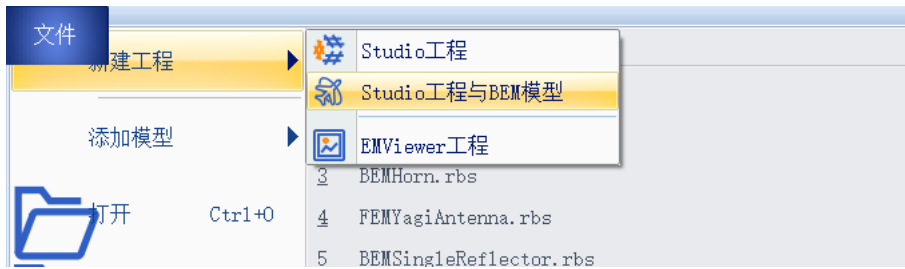 文件
新建工程
Studio工程
Studio工程与BEM模型
添加模型
EMViewer工程
3 BEMHorn.rbs
打开 Ctrl+O
4 FEMYagiAntenna.rbs
5 BEMSingleReflector.rbs